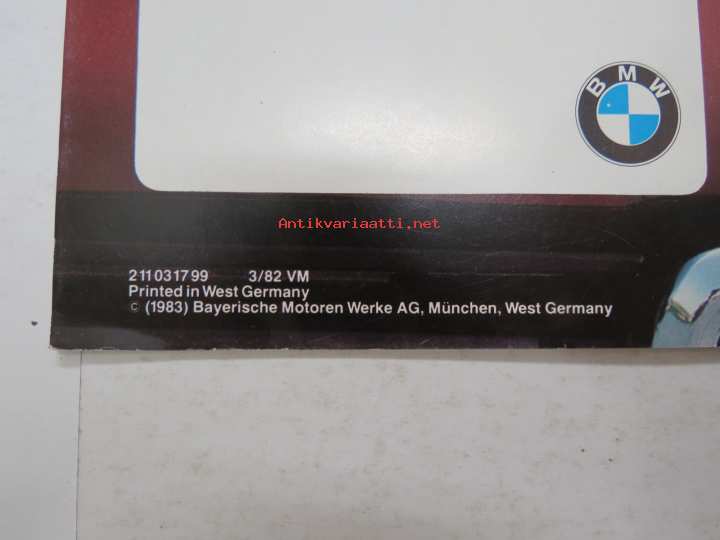 BMW
Antikvariaatti.net
211031799 3/82 VM
Printed in West Germany
© (1983) Bayerische Motoren Werke AG, München, West Germany